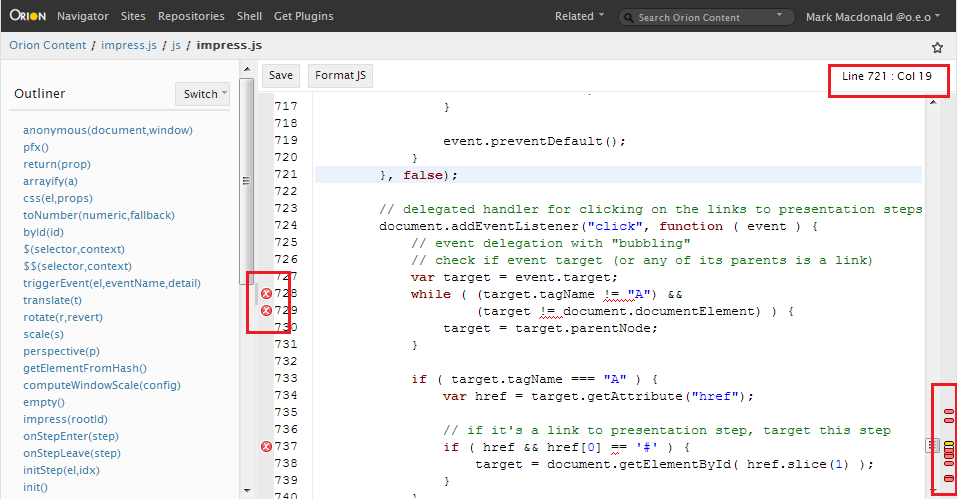 ORION Navigator Sites Repositories Shell Get Plugins Related Search Orion Content Mark Macdonald @o.e.o
Orion Content / impress.js / js / impress.js
Outliner
Switch
anonymous(document,window)
pfx()
return(prop)
arrayify(a)
css(el,props)
toNumber(numeric,fallback)
byId(id)
$(selector,context)
$$(selector,context)
triggerEvent(el,eventName,detail)
translate(t)
rotate(r,revert)
scale(s)
perspective(p)
getElementFromHash()
computeWindowScale(config)
empty()
impress(rootId)
onStepEnter(step)
onStepLeave(step)
initStep(el,idx)
init()
Save Format JS Line 721 : Col 19
717 }
718
719 event.preventDefault();
720 }
721 }, false);
722
723 // delegated handler for clicking on the links to presentation steps
724 document.addEventListener("click", function ( event ) {
725 // event delegation with "bubbling"
726 // check if event target (or any of its parents is a link)
727 var target = event.target;
728 while ( (target.tagName != "A") &&
729 (target != document.documentElement) ) {
730 target = target.parentNode;
731 }
732
733 if ( target.tagName === "A" ) {
734 var href = target.getAttribute("href");
735
736 // if it's a link to presentation step, target this step
737 if ( href && href[0] == '#' ) {
738 target = document.getElementById( href.slice(1) );
739 }
740 }